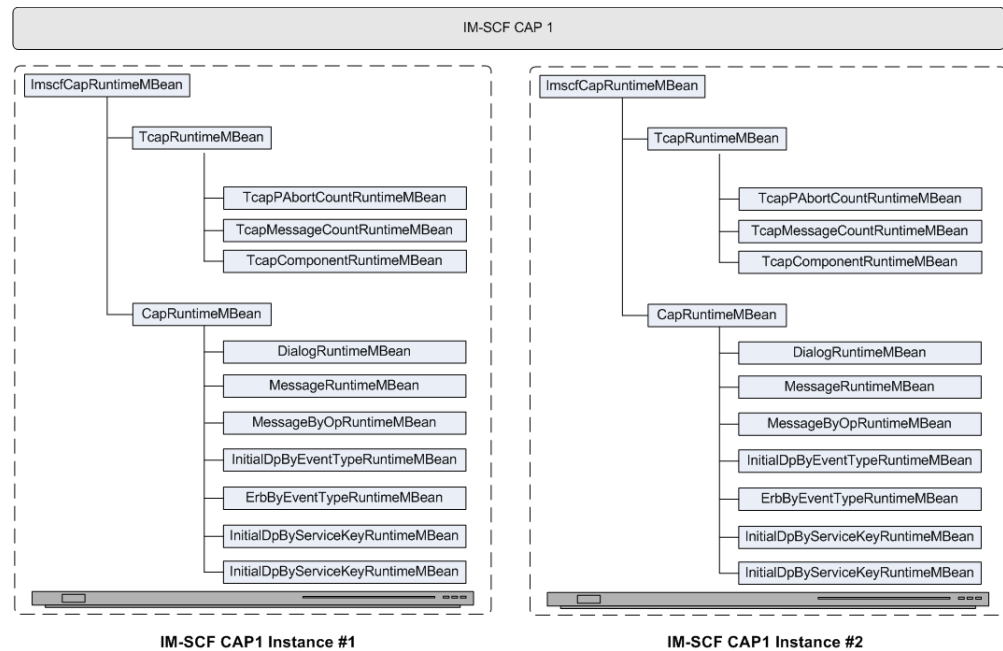 IM-SCF CAP 1
ImscfCapRuntimeMBean
TcapRuntimeMBean
TcapPAbortCountRuntimeMBean
TcapMessageCountRuntimeMBean
TcapComponentRuntimeMBean
CapRuntimeMBean
DialogRuntimeMBean
MessageRuntimeMBean
MessageByOpRuntimeMBean
InitialDpByEventTypeRuntimeMBean
ErbByEventTypeRuntimeMBean
InitialDpByServiceKeyRuntimeMBean
InitialDpByServiceKeyRuntimeMBean
IM-SCF CAP1 Instance #1
ImscfCapRuntimeMBean
TcapRuntimeMBean
TcapPAbortCountRuntimeMBean
TcapMessageCountRuntimeMBean
TcapComponentRuntimeMBean
CapRuntimeMBean
DialogRuntimeMBean
MessageRuntimeMBean
MessageByOpRuntimeMBean
InitialDpByEventTypeRuntimeMBean
ErbByEventTypeRuntimeMBean
InitialDpByServiceKeyRuntimeMBean
InitialDpByServiceKeyRuntimeMBean
IM-SCF CAP1 Instance #2